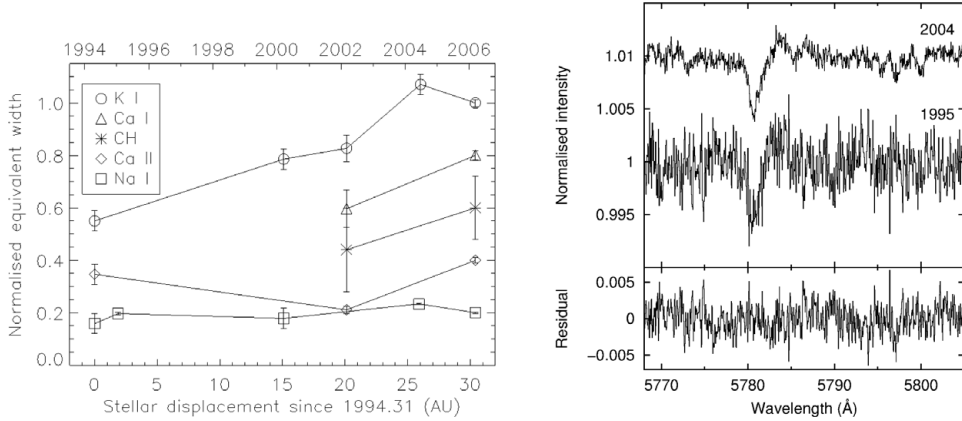 1994 1996 1998 2000 2002 2004 2006
Normalised equivalent width
1.0
0.8
0.6
0.4
0.2
0.0
K I
Ca I
CH
Ca II
Na I
0 5 10 15 20 25 30
Stellar displacement since 1994.31 (AU)
Normalised intensity
1.01
1.005
1
0.995
2004
1995
Residual
0.005
0
−0.005
5770 5780 5790 5800
Wavelength (Å)